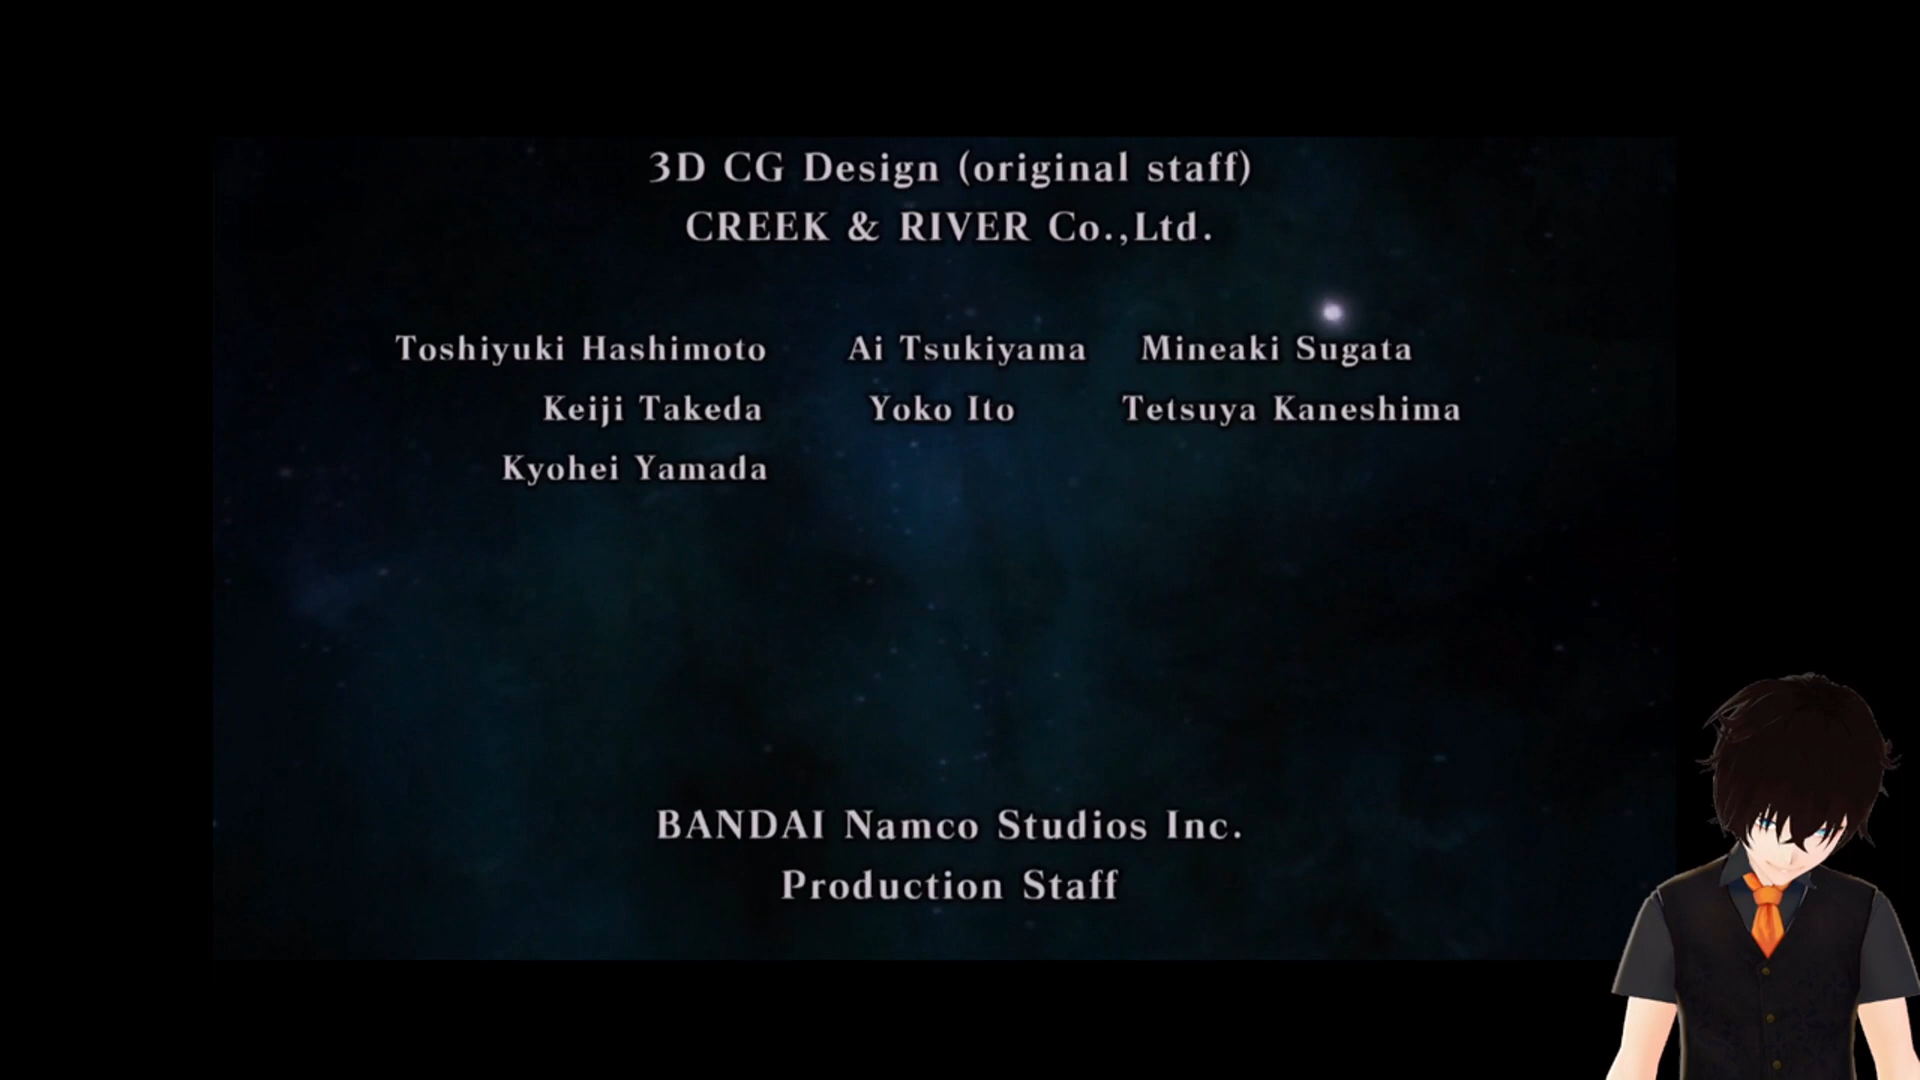 3D CG Design (original staff)
CREEK & RIVER Co.,Ltd.
Toshiyuki Hashimoto Ai Tsukiyama Mineaki Sugata
Keiji Takeda Yoko Ito Tetsuya Kaneshima
Kyohei Yamada
BANDAI Namco Studios Inc.
Production Staff